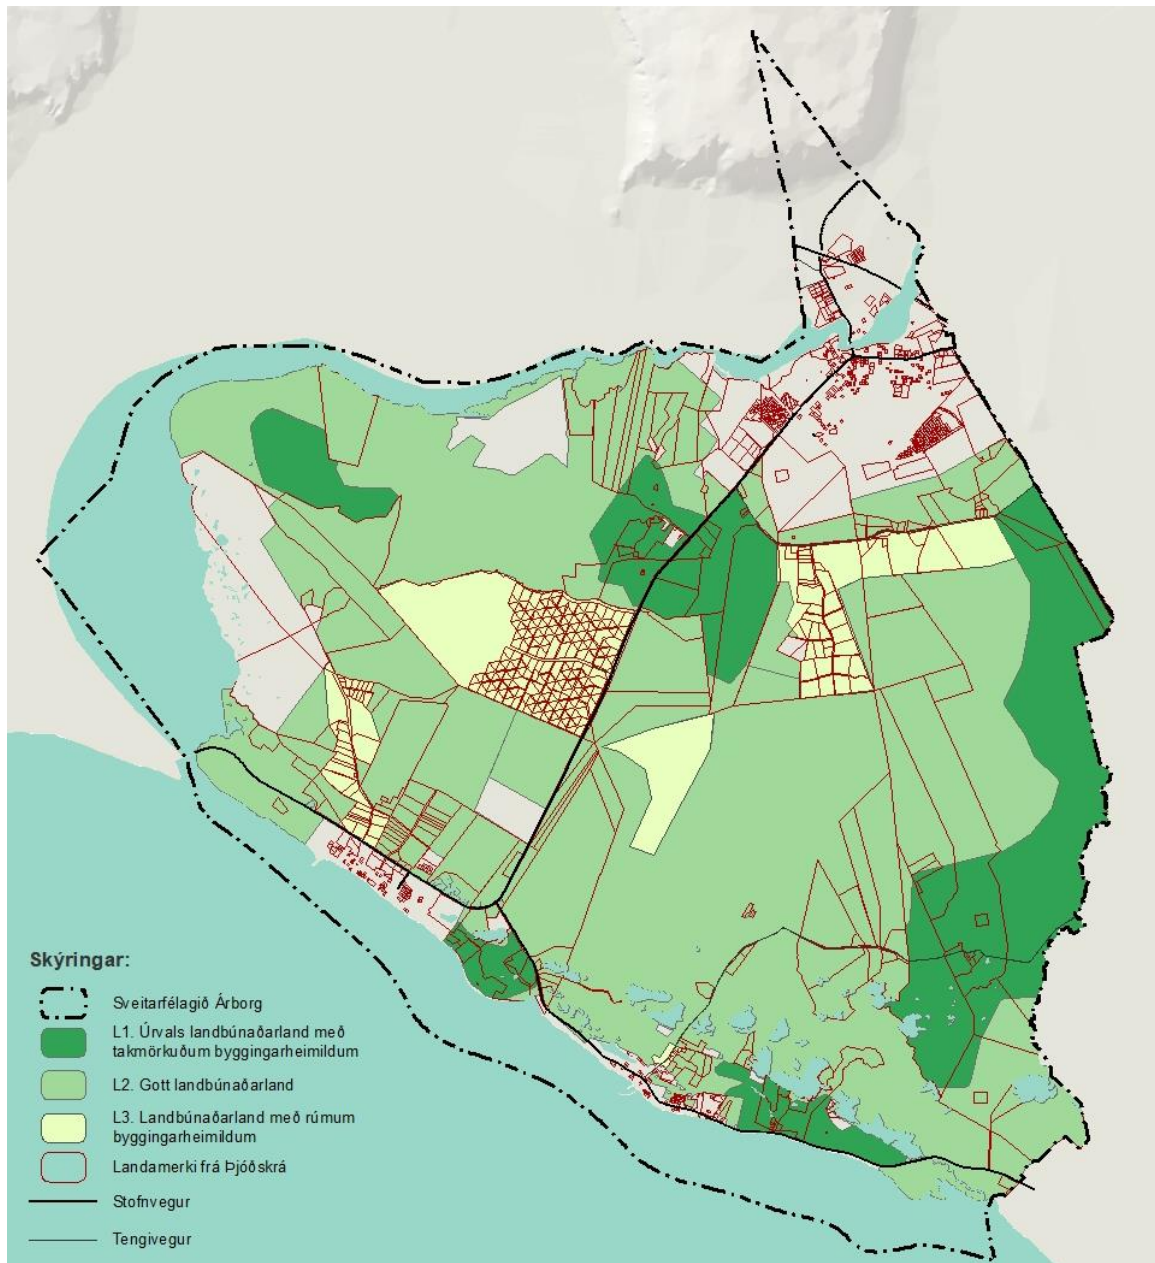 Skýringar:
Sveitarfélagið Árborg
L1. Úrvals landbúnaðarland með
takmörkuðum byggingarheimildum
L2. Gott landbúnaðarland
L3. Landbúnaðarland með rúmum
byggingarheimildum
Landamerki frá Þjóðskrá
Stofnvegur
Tengivegur